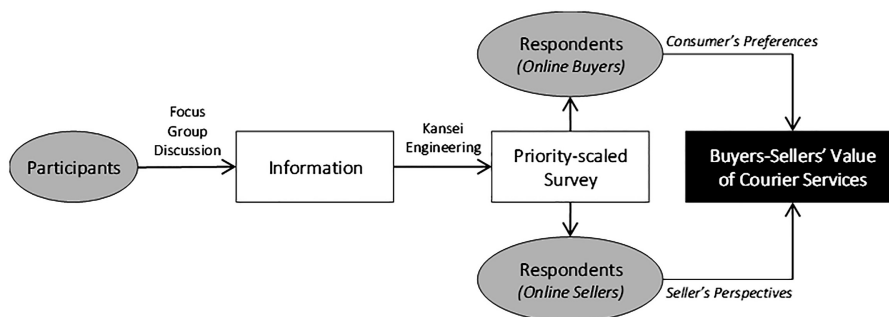 Participants
Focus
Group
Discussion
Information
Kansei
Engineering
Priority-scaled
Survey
Respondents
(Online Buyers)
Consumer's Preferences
Respondents
(Online Sellers)
Seller's Perspectives
Buyers-Sellers' Value
of Courier Services